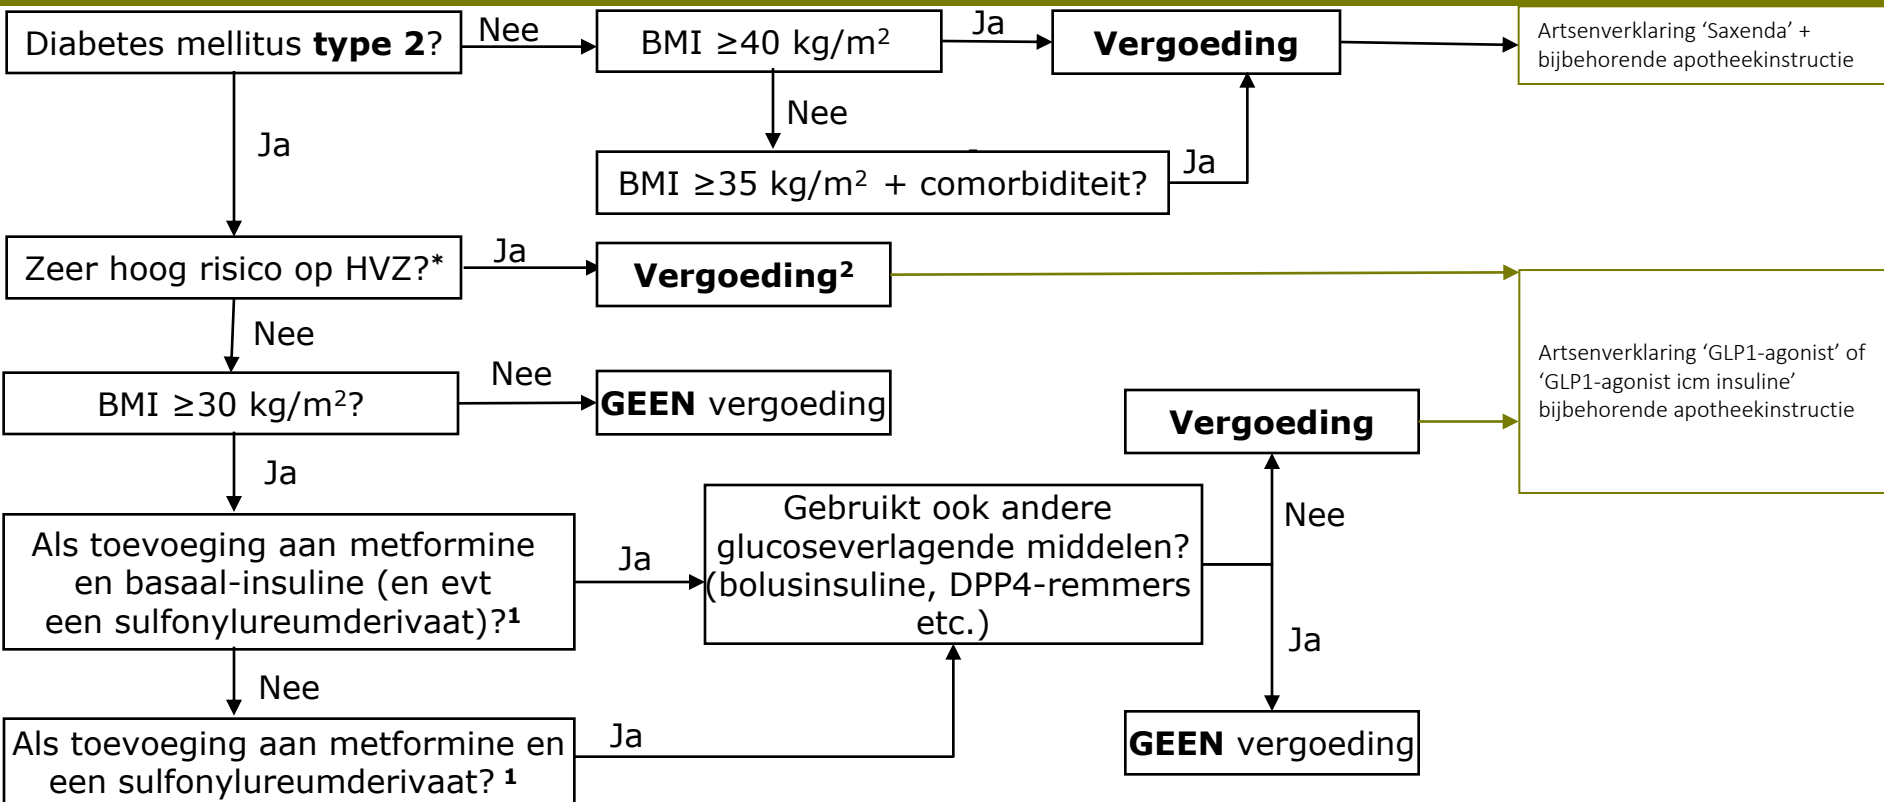 Diabetes mellitus type 2?
Nee
BMI ≥40 kg/m²
Ja
Vergoeding
Artsenverklaring ‘Saxenda’ +
bijbehorende apotheekinstructie
Nee
Ja
BMI ≥35 kg/m² + comorbiditeit?
Ja
Zeer hoog risico op HVZ?*
Ja
Vergoeding²
Nee
BMI ≥30 kg/m²?
Nee
GEEN vergoeding
Vergoeding
Artsenverklaring ‘GLP1-agonist’ of
‘GLP1-agonist icm insuline’
bijbehorende apotheekinstructie
Ja
Als toevoeging aan metformine
en basaal-insuline (en evt
een sulfonylureumderivaat)?¹
Ja
Gebruikt ook andere
glucoseverlagende middelen?
(bolusinsuline, DPP4-remmers
etc.)
Nee
Ja
GEEN vergoeding
Nee
Als toevoeging aan metformine en
een sulfonylureumderivaat? ¹
Ja